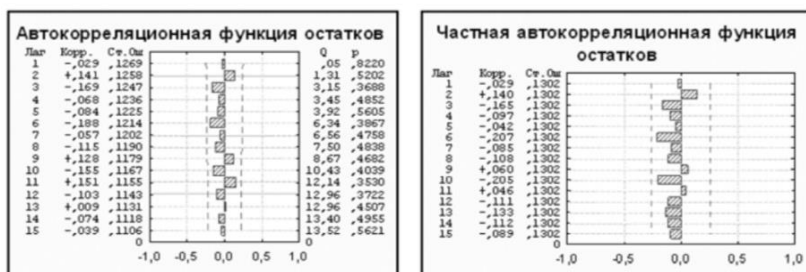 Автокорреляционная функция остатков
Лаг Корр. Ст.Ош Q p
1 -,029 ,1269 ,05 ,8220
2 +,141 ,1258 1,31 ,5202
3 -,169 ,1247 3,15 ,3688
4 -,068 ,1236 3,45 ,4852
5 -,084 ,1225 3,92 ,5605
6 -,188 ,1214 6,34 ,3867
7 -,057 ,1202 6,56 ,4758
8 -,115 ,1190 7,50 ,4838
9 +,128 ,1179 8,67 ,4682
10 -,155 ,1167 10,43 ,4039
11 +,151 ,1155 12,14 ,3530
12 -,103 ,1143 12,96 ,3722
13 +,009 ,1131 12,96 ,4507
14 -,074 ,1118 13,40 ,4955
15 -,039 ,1106 13,52 ,5621
0 0
-1,0 -0,5 0,0 0,5 1,0
Частная автокорреляционная функция
остатков
Лаг Корр. Ст.Ош
1 -,029 ,1302
2 +,140 ,1302
3 -,165 ,1302
4 -,097 ,1302
5 -,042 ,1302
6 -,207 ,1302
7 -,085 ,1302
8 -,108 ,1302
9 +,060 ,1302
10 -,205 ,1302
11 +,046 ,1302
12 -,111 ,1302
13 -,133 ,1302
14 -,112 ,1302
15 -,089 ,1302
0
-1,0 -0,5 0,0 0,5 1,0